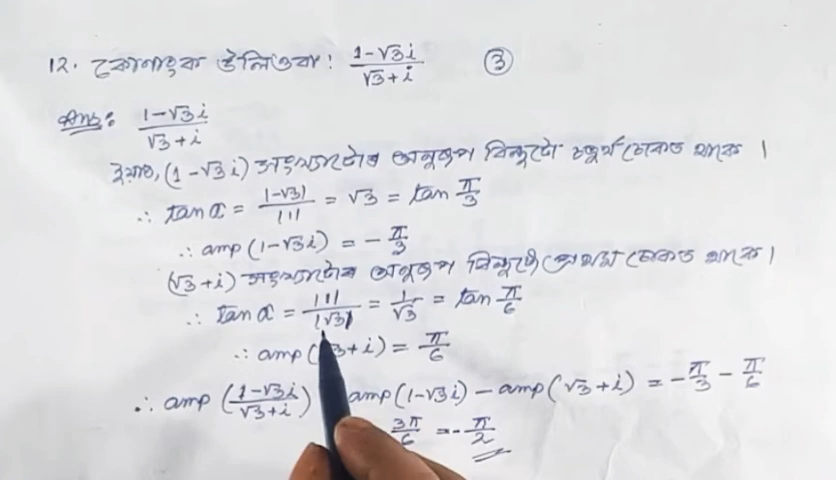 12. কোণাংক উলিওৱা: (1-√3i)/(√3+i) ③
Ans: (1-√3i)/(√3+i)
ইয়াত, (1-√3i) সংখ্যাটোৰ অনুৰূপ বিন্দুটো চতুৰ্থ চোকত থাকে।
∴ tan α = |-√3|/|1| = √3 = tan π/3
∴ amp(1-√3i) = -π/3
(√3+i) সংখ্যাটোৰ অনুৰূপ বিন্দুটো প্ৰথম চোকত থাকে।
∴ tan α = |1|/|√3| = 1/√3 = tan π/6
∴ amp( 3+i) = π/6
∴ amp((1-√3i)/(√3+i)) amp(1-√3i) - amp(√3+i) = -π/3 - π/6
3π/6 = -π/2